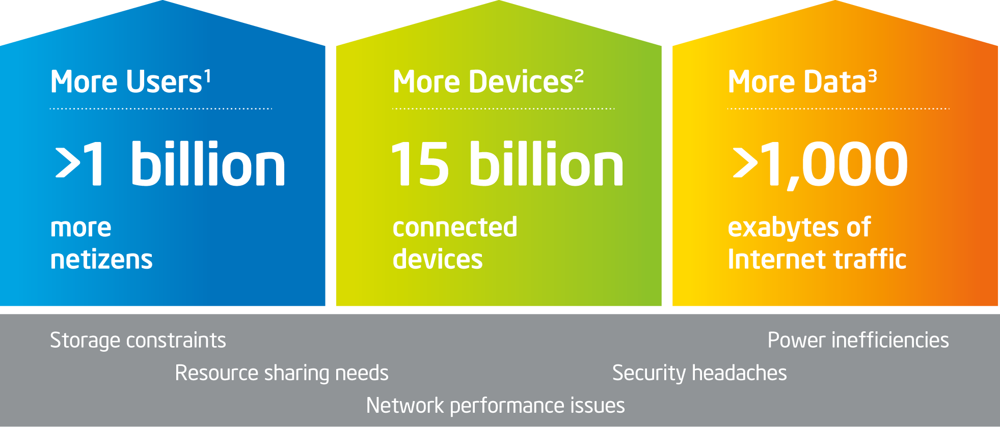 More Users¹
>1 billion
more
netizens
More Devices²
15 billion
connected
devices
More Data³
>1,000
exabytes of
Internet traffic
Storage constraints
Power inefficiencies
Resource sharing needs
Security headaches
Network performance issues